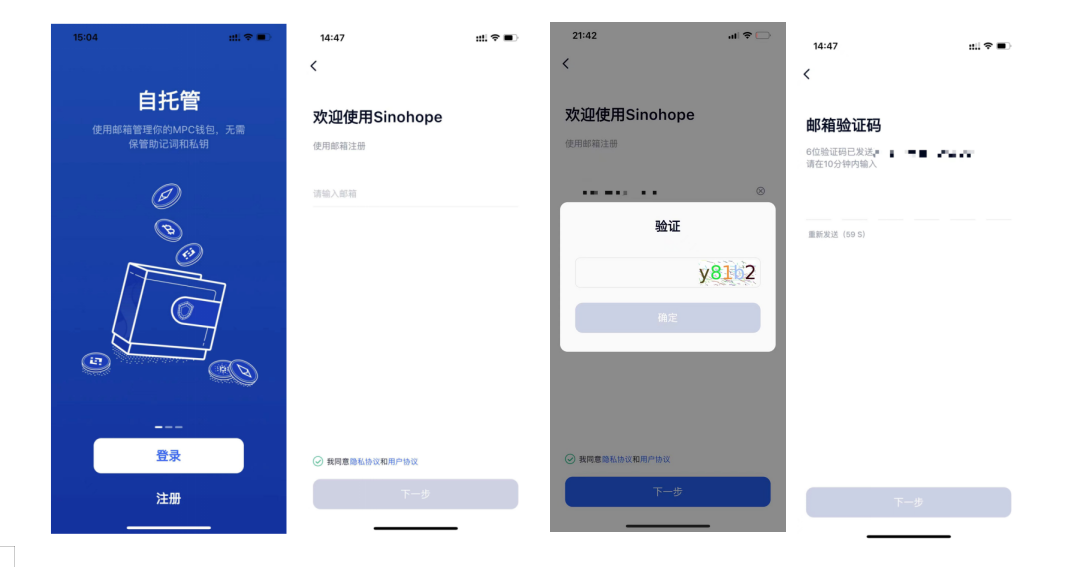 15:04
自托管
使用邮箱管理你的MPC钱包，无需
保管助记词和私钥
登录
注册
14:47
欢迎使用Sinohope
使用邮箱注册
请输入邮箱
我同意隐私协议和用户协议
下一步
21:42
欢迎使用Sinohope
使用邮箱注册
验证
y81b2
确定
我同意隐私协议和用户协议
下一步
14:47
邮箱验证码
6位验证码已发送
请在10分钟内输入
重新发送（59 S）
下一步